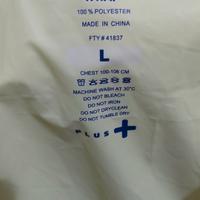 100% POLYESTER
MADE IN CHINA
FTY# 41837
L
CHEST 100-106 CM
MACHINE WASH AT 30°C
DO NOT BLEACH
DO NOT IRON
DO NOT DRYCLEAN
DO NOT TUMBLE DRY
PLUS